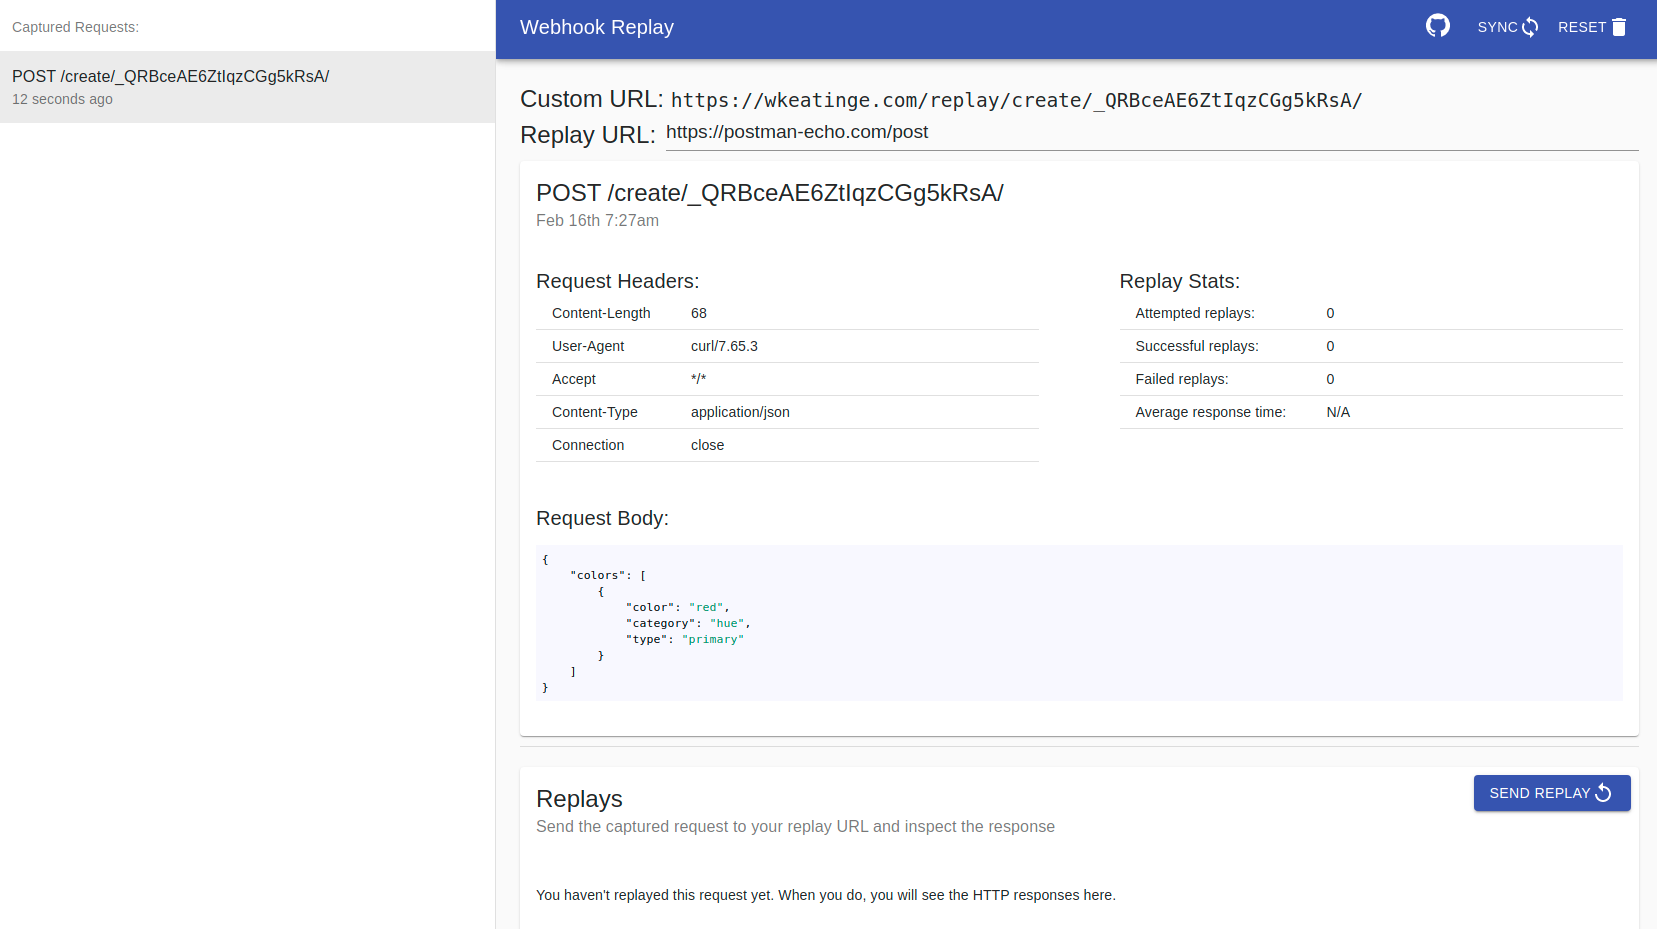 Captured Requests:
POST /create/_QRBceAE6ZtIqzCGg5kRsA/
12 seconds ago
Webhook Replay
SYNC
RESET
Custom URL: https://wkeatinge.com/replay/create/_QRBceAE6ZtIqzCGg5kRsA/
Replay URL: https://postman-echo.com/post
POST /create/_QRBceAE6ZtIqzCGg5kRsA/
Feb 16th 7:27am
Request Headers:
Content-Length 68
User-Agent curl/7.65.3
Accept */*
Content-Type application/json
Connection close
Replay Stats:
Attempted replays: 0
Successful replays: 0
Failed replays: 0
Average response time: N/A
Request Body:
{
    "colors": [
        {
            "color": "red",
            "category": "hue",
            "type": "primary"
        }
    ]
}
Replays
SEND REPLAY
Send the captured request to your replay URL and inspect the response
You haven't replayed this request yet. When you do, you will see the HTTP responses here.